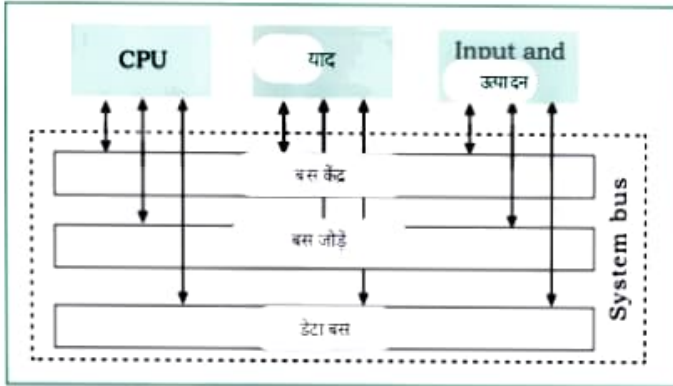 CPU
याद
Input and
उत्पादन
बस केंद्र
बस जोड़ें
डेटा बस
System bus